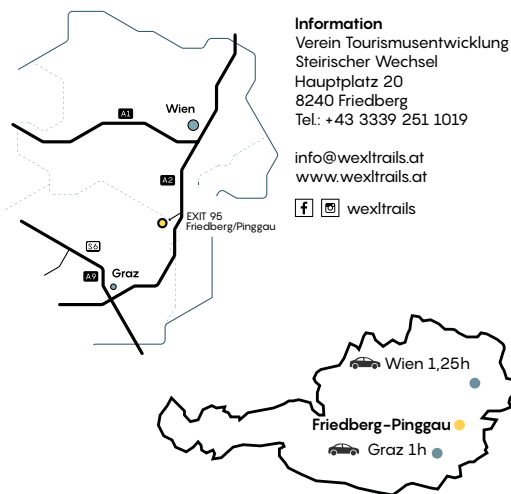 Information
Verein Tourismusentwicklung
Steirischer Wechsel
Hauptplatz 20
8240 Friedberg
Tel.: +43 3339 251 1019
info@wexltrails.at
www.wexltrails.at
wexltrails
A1
Wien
A2
EXIT 95
Friedberg/Pinggau
S6
A9
Graz
Wien 1,25h
Friedberg-Pinggau
Graz 1h